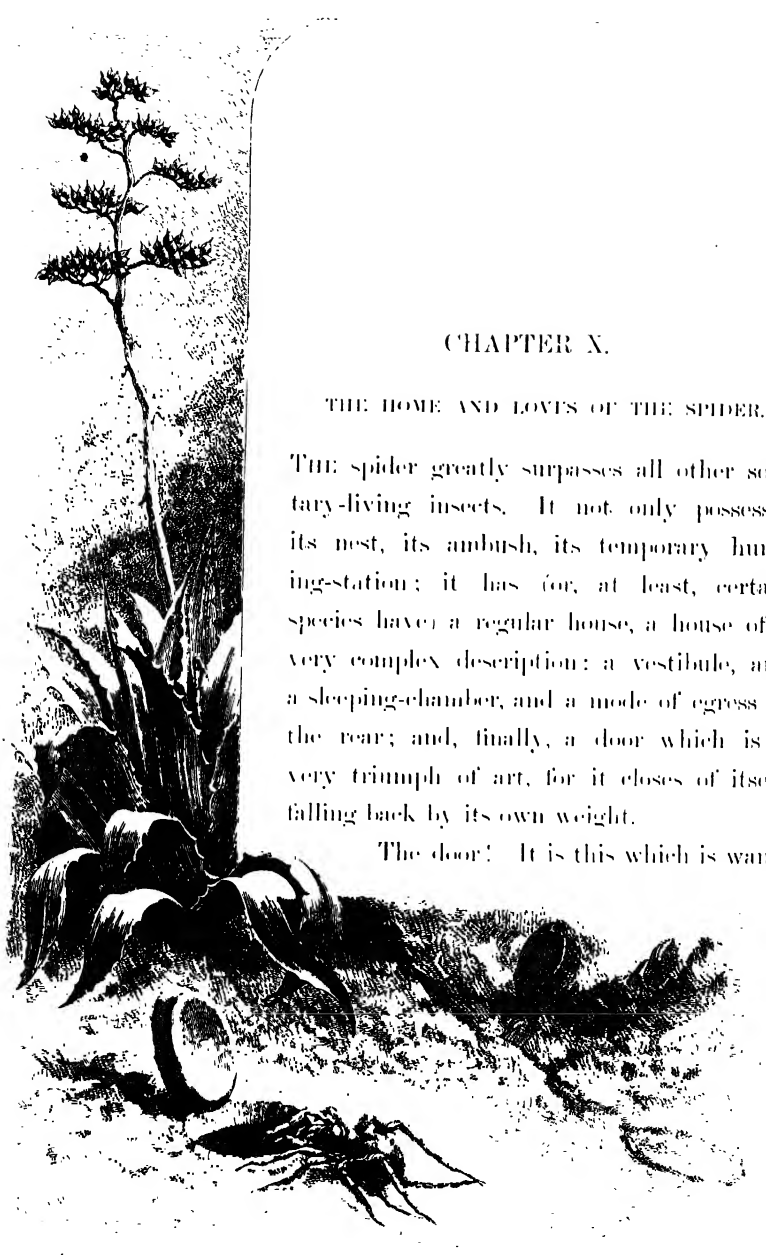 CHAPTER X.
THE HOME AND LOVES OF THE SPIDER.
THE spider greatly surpasses all other so
tary-living insects. It not only possess
its nest, its ambush, its temporary hun
ing-station; it has (or, at least, certa
species have) a regular house, a house of
very complex description: a vestibule, a
a sleeping-chamber, and a mode of egress
the rear; and, finally, a door which is
very triumph of art, for it closes of itse
falling back by its own weight.
The door! It is this which is wan